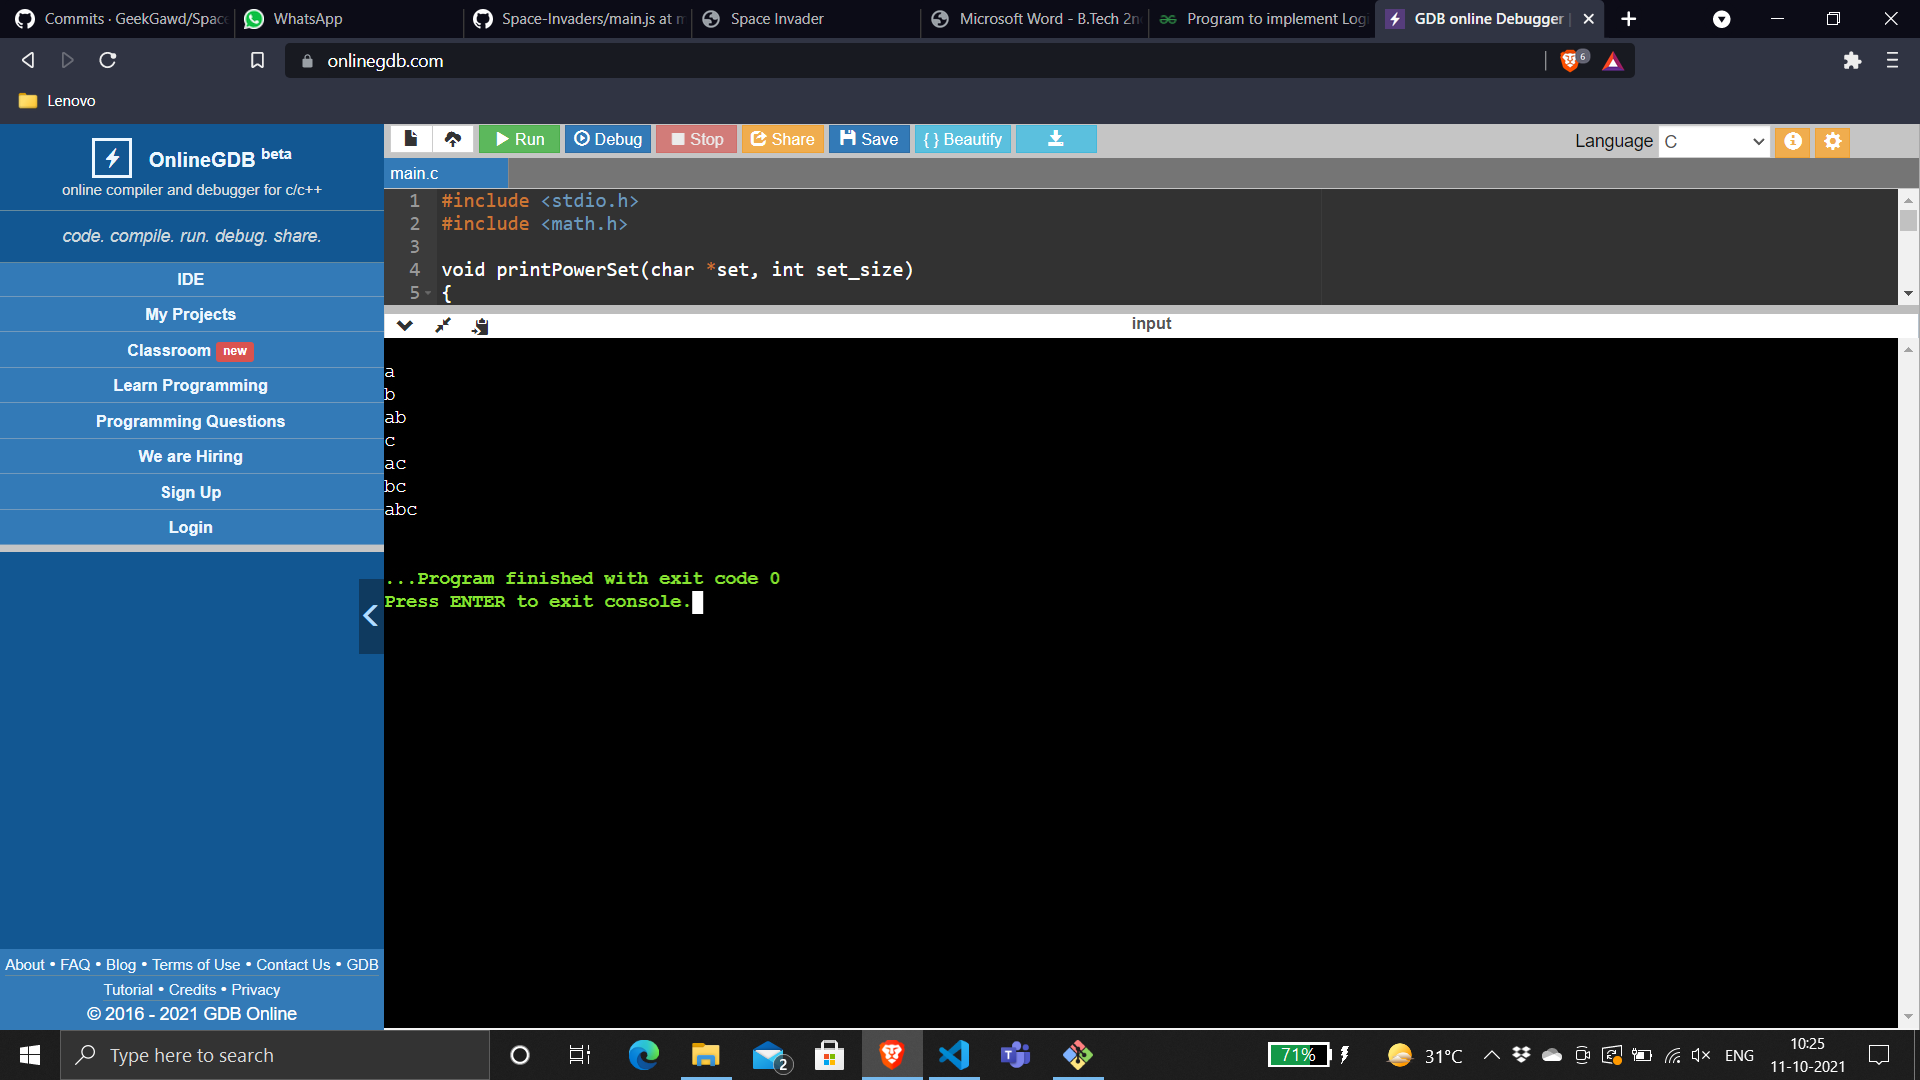 Commits · GeekGawd/Space
WhatsApp
Space-Invaders/main.js at m
Space Invader
Microsoft Word - B.Tech 2n
Program to implement Logi
GDB online Debugger |
onlinegdb.com
6
Lenovo
OnlineGDB beta
online compiler and debugger for c/c++
code. compile. run. debug. share.
IDE
My Projects
Classroom new
Learn Programming
Programming Questions
We are Hiring
Sign Up
Login
About • FAQ • Blog • Terms of Use • Contact Us • GDB
Tutorial • Credits • Privacy
© 2016 - 2021 GDB Online
Run Debug Stop Share Save { } Beautify
Language C
main.c
1 #include <stdio.h>
2 #include <math.h>
3
4 void printPowerSet(char *set, int set_size)
5 {
input
a
b
ab
c
ac
bc
abc
...Program finished with exit code 0
Press ENTER to exit console.
Type here to search
2
71%
31°C
ENG
10:25
11-10-2021